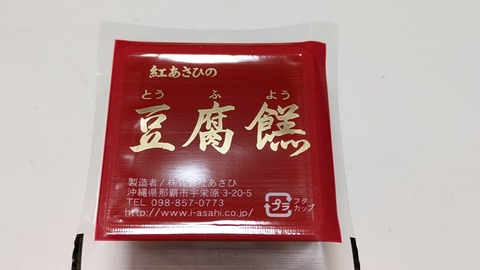 紅あさひの
とう ふ よう
豆腐餻
製造者／株式会社あさひ
沖縄県那覇市宇栄原3-20-5
TEL 098-857-0773
http://www.i-asahi.co.jp/
プラ
フタ
カップ